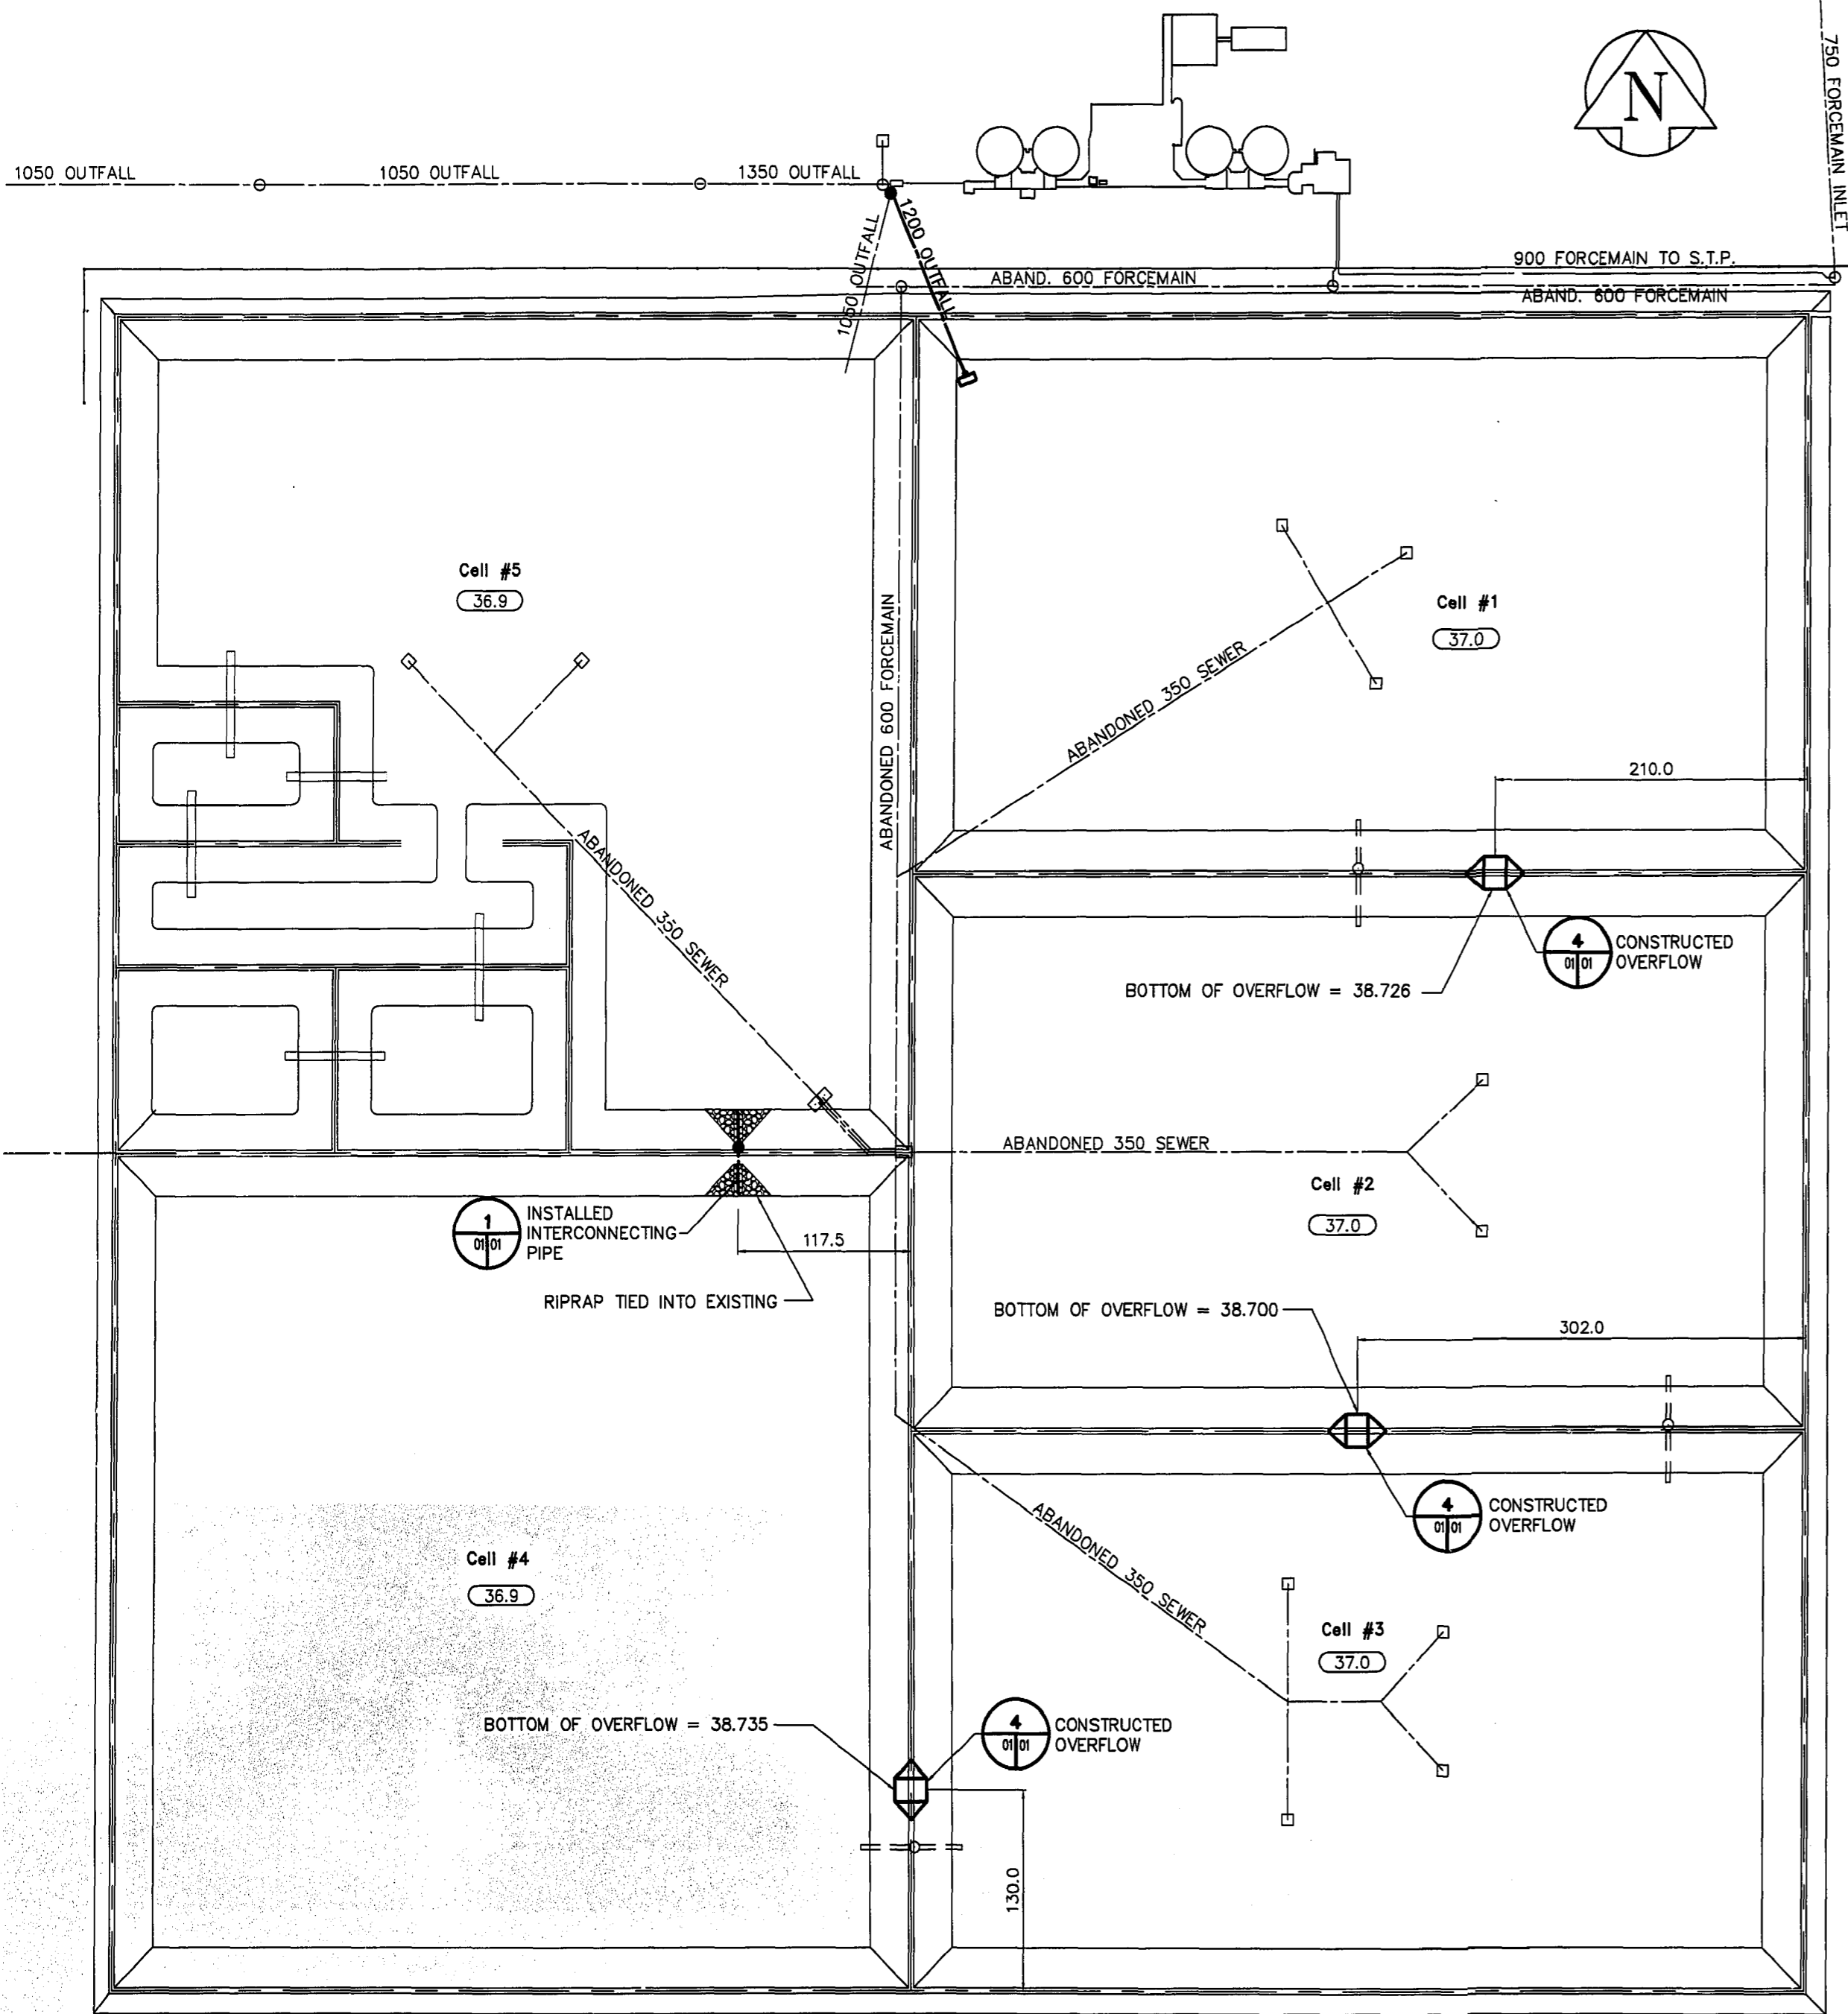 N
750 FORCEMAIN INLET
1050 OUTFALL
1050 OUTFALL
1350 OUTFALL
1050 OUTFALL
1200 OUTFALL
900 FORCEMAIN TO S.T.P.
ABAND. 600 FORCEMAIN
ABAND. 600 FORCEMAIN
Cell #5
36.9
Cell #1
37.0
ABANDONED 600 FORCEMAIN
ABANDONED 350 SEWER
210.0
ABANDONED 350 SEWER
4
01 01
CONSTRUCTED
OVERFLOW
BOTTOM OF OVERFLOW = 38.726
ABANDONED 350 SEWER
Cell #2
37.0
1
01 01
INSTALLED
INTERCONNECTING
PIPE
117.5
RIPRAP TIED INTO EXISTING
BOTTOM OF OVERFLOW = 38.700
302.0
4
01 01
CONSTRUCTED
OVERFLOW
ABANDONED 350 SEWER
Cell #4
36.9
Cell #3
37.0
BOTTOM OF OVERFLOW = 38.735
4
01 01
CONSTRUCTED
OVERFLOW
130.0